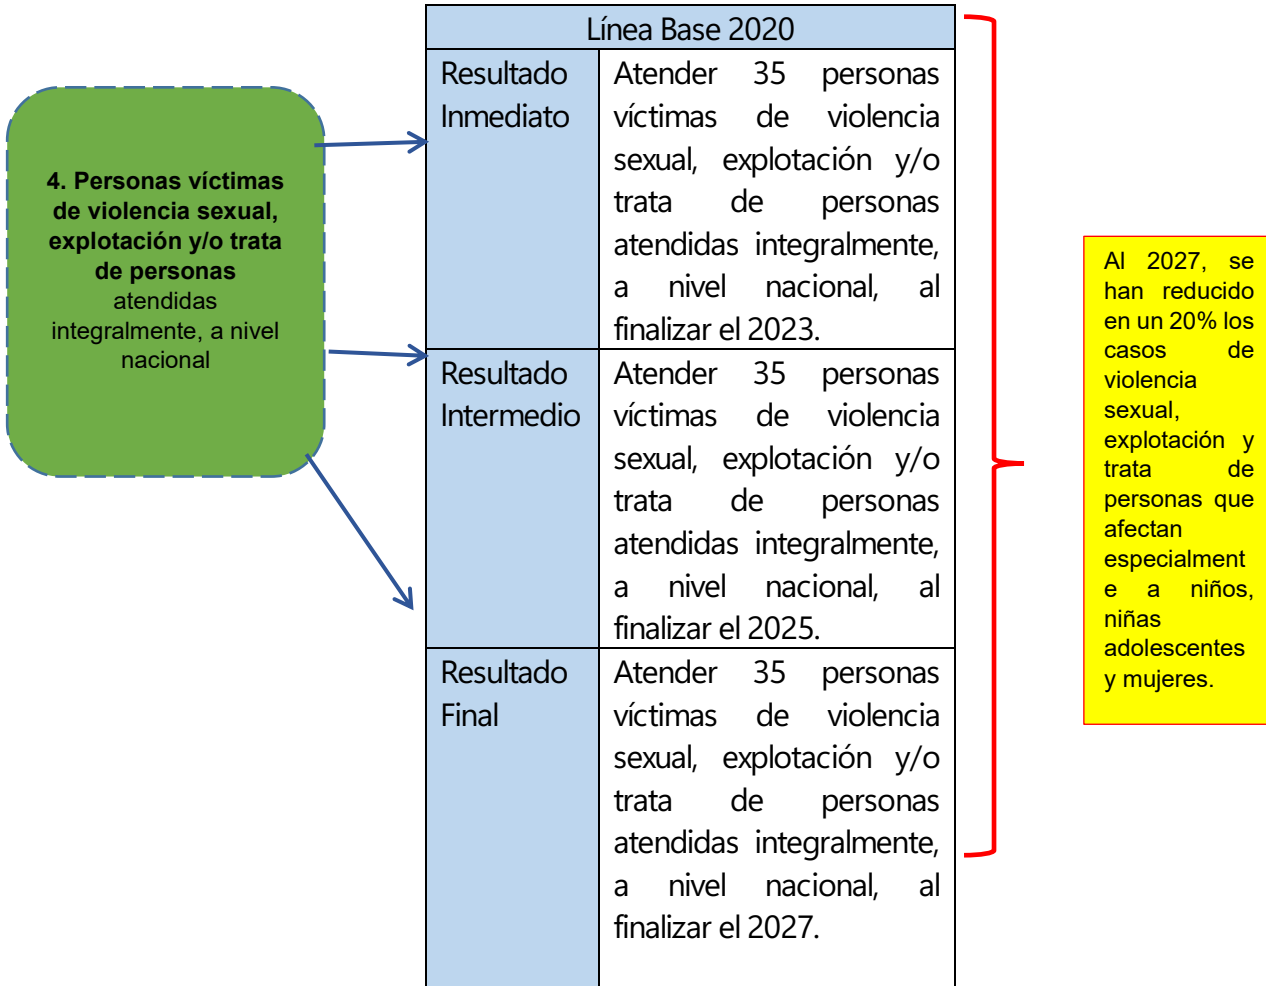 4. Personas víctimas
de violencia sexual,
explotación y/o trata
de personas
atendidas
integralmente, a nivel
nacional
Línea Base 2020
Resultado
Inmediato
Atender 35 personas
víctimas de violencia
sexual, explotación y/o
trata de personas
atendidas integralmente,
a nivel nacional, al
finalizar el 2023.
Resultado
Intermedio
Atender 35 personas
víctimas de violencia
sexual, explotación y/o
trata de personas
atendidas integralmente,
a nivel nacional, al
finalizar el 2025.
Resultado
Final
Atender 35 personas
víctimas de violencia
sexual, explotación y/o
trata de personas
atendidas integralmente,
a nivel nacional, al
finalizar el 2027.
Al 2027, se
han reducido
en un 20% los
casos de
violencia
sexual,
explotación y
trata de
personas que
afectan
especialment
e a niños,
niñas
adolescentes
y mujeres.